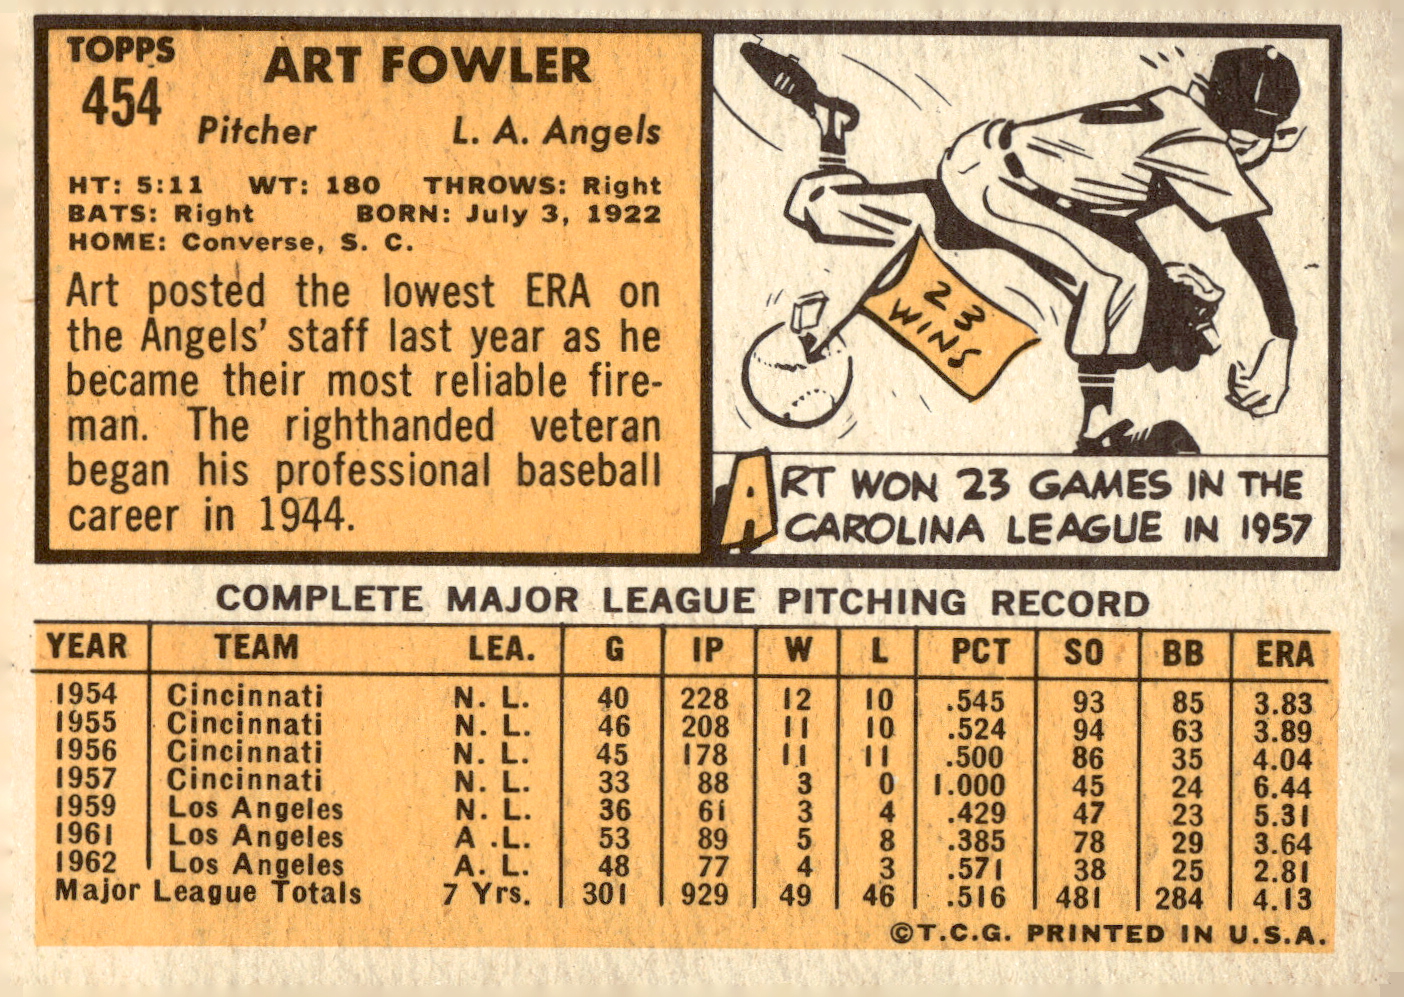 TOPPS
454
ART FOWLER
Pitcher L. A. Angels
HT: 5:11 WT: 180 THROWS: Right
BATS: Right BORN: July 3, 1922
HOME: Converse, S. C.
Art posted the lowest ERA on
the Angels' staff last year as he
became their most reliable fire-
man. The righthanded veteran
began his professional baseball
career in 1944.
23
WINS
ART WON 23 GAMES IN THE
CAROLINA LEAGUE IN 1957
COMPLETE MAJOR LEAGUE PITCHING RECORD
YEAR TEAM LEA. G IP W L PCT SO BB ERA
1954 Cincinnati N. L. 40 228 12 10 .545 93 85 3.83
1955 Cincinnati N. L. 46 208 11 10 .524 94 63 3.89
1956 Cincinnati N. L. 45 178 11 11 .500 86 35 4.04
1957 Cincinnati N. L. 33 88 3 0 1.000 45 24 6.44
1959 Los Angeles N. L. 36 61 3 4 .429 47 23 5.31
1961 Los Angeles A .L. 53 89 5 8 .385 78 29 3.64
1962 Los Angeles A. L. 48 77 4 3 .571 38 25 2.81
Major League Totals 7 Yrs. 301 929 49 46 .516 481 284 4.13
©T.C.G. PRINTED IN U.S.A.